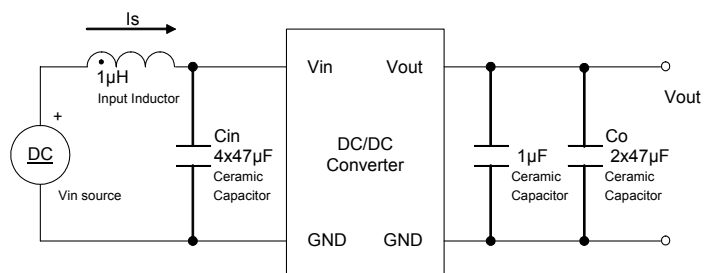 Is
1µH
Input Inductor
+
DC
Vin source
Cin
4x47µF
Ceramic
Capacitor
Vin
Vout
DC/DC
Converter
GND
GND
1µF
Ceramic
Capacitor
Co
2x47µF
Ceramic
Capacitor
Vout